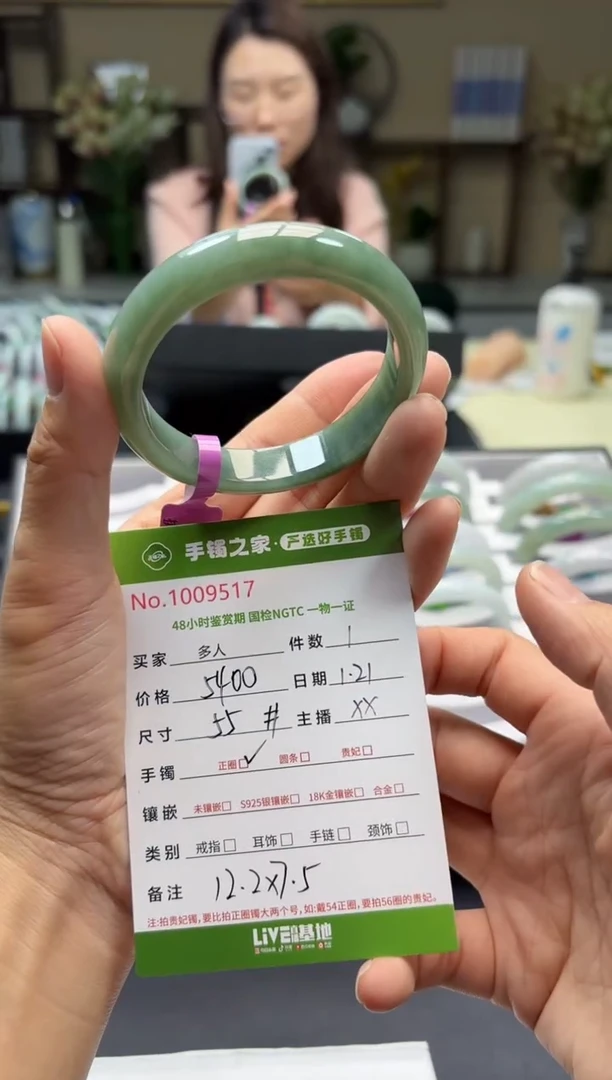 手镯之家·严选好手镯
No.1009517
48小时鉴赏期 国检NGTC 一物一证
买家 多人 件数 1
价格 5400 日期 1.21
尺寸 55# 主播 XX
手镯 正圈☑ 圆条□ 贵妃□
镶嵌 未镶嵌□ S925银镶嵌□ 18K金镶嵌□ 合金□
类别 戒指□ 耳饰□ 手链□ 颈饰□
备注 12.2X7.5
注:拍贵妃镯,要比拍正圈镯大两个号,如:戴54正圈,要拍56圈的贵妃。
LIVE自播基地